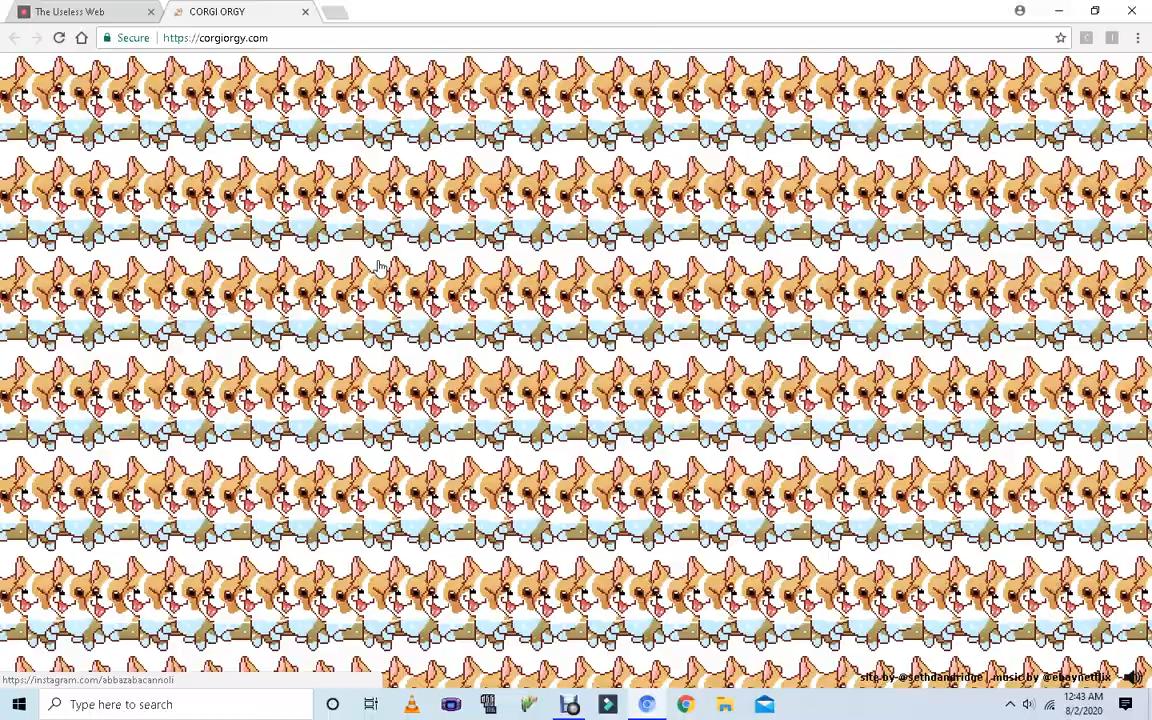 The Useless Web
CORGI ORGY
Secure https://corgiorgy.com
https://instagram.com/abbazabacannoli
site by @sethdandridge music by @ebaynetflix
Type here to search
12:43 AM
8/2/2020